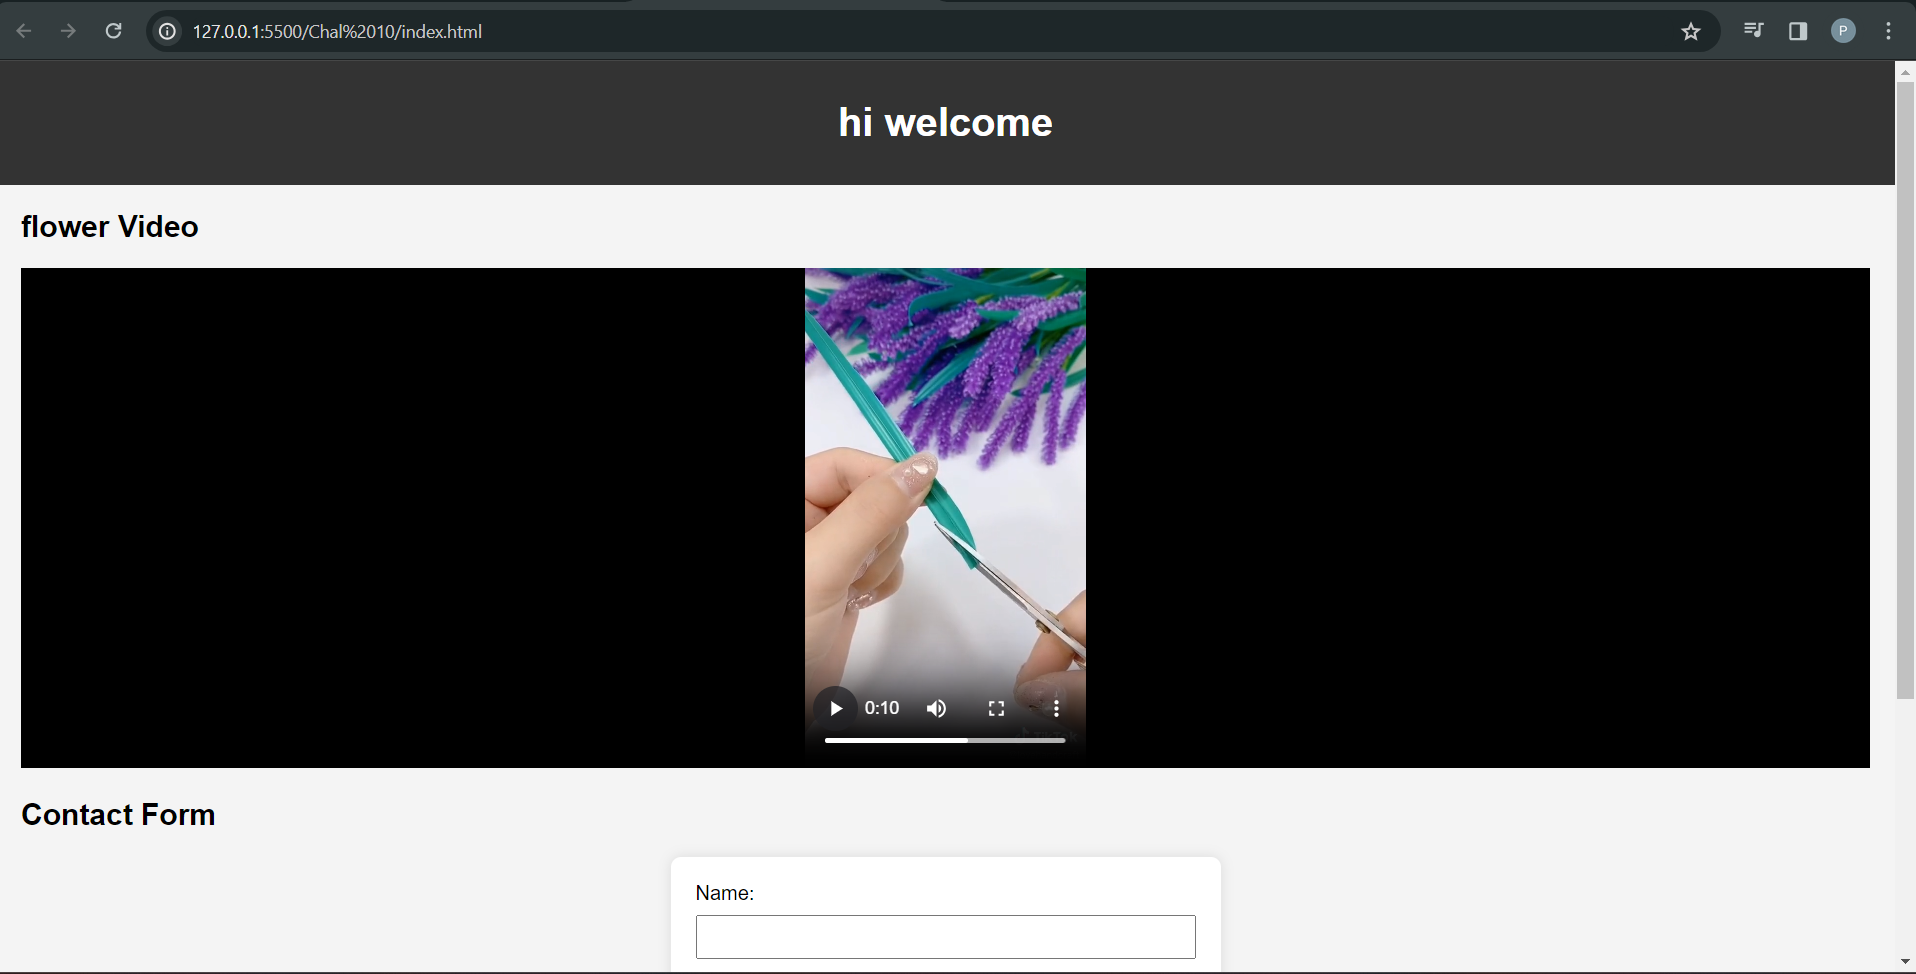 127.0.0.1:5500/Chal%2010/index.html
P
hi welcome
flower Video
0:10
Contact Form
Name: